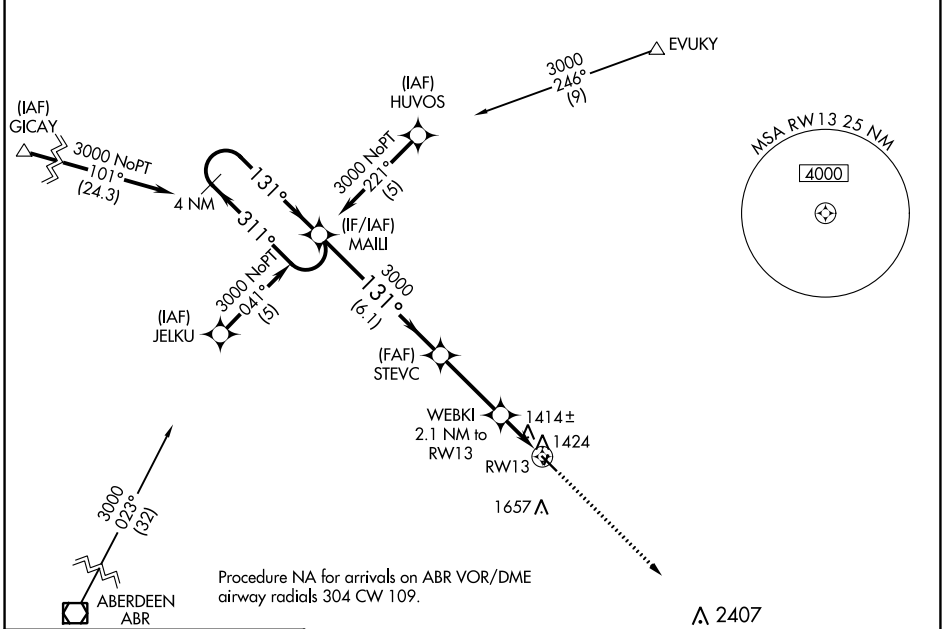 EVUKY
3000
246°
(9)
(IAF)
HUVOS
(IAF)
GICAY
3000 NoPT
101°
(24.3)
4 NM
131°
311°
3000 NoPT
221°
(5)
(IF/IAF)
MAILI
MSA RW13 25 NM
4000
3000 NoPT
041°
(5)
(IAF)
JELKU
3000
131°
(6.1)
(FAF)
STEVC
WEBKI
2.1 NM to
RW13
1414±
1424
RW13
1657
3000
023°
(32)
ABERDEEN
ABR
Procedure NA for arrivals on ABR VOR/DME
airway radials 304 CW 109.
2407